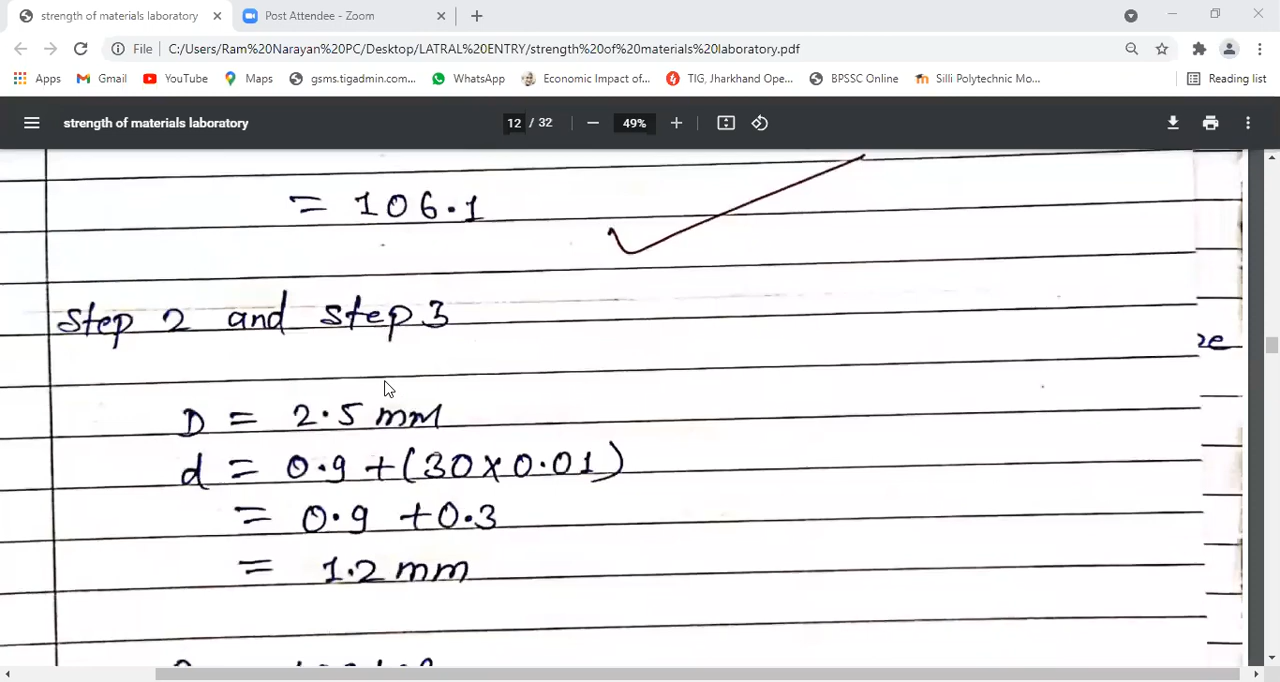 strength of materials laboratory
Post Attendee - Zoom
File
C:/Users/Ram%20Narayan%20PC/Desktop/LATRAL%20ENTRY/strength%20of%20materials%20laboratory.pdf
Apps Gmail YouTube Maps gsms.tigadmin.com... WhatsApp Economic Impact of... TIG, Jharkhand Ope... BPSSC Online Silli Polytechnic Mo... Reading list
strength of materials laboratory 12 / 32 49%
= 106.1
Step 2 and step 3
D = 2.5 mm
d = 0.9 + (30 x 0.01)
= 0.9 + 0.3
= 1.2 mm